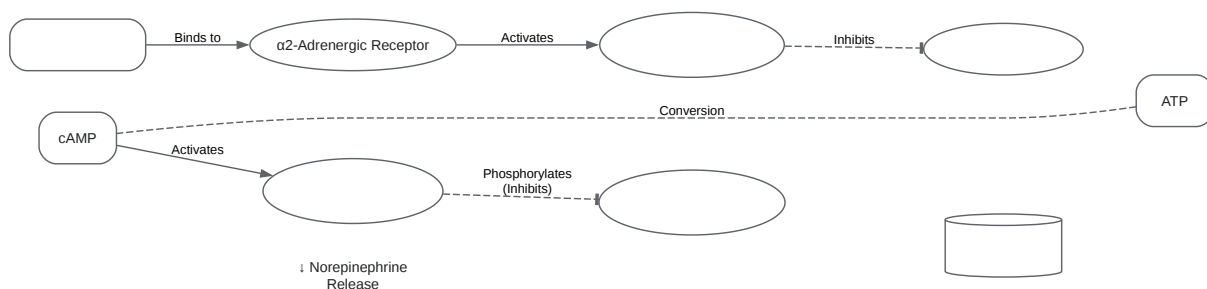 Binds to
α2-Adrenergic Receptor
Activates
Inhibits
ATP
Conversion
cAMP
Activates
Phosphorylates
(Inhibits)
↓ Norepinephrine
Release